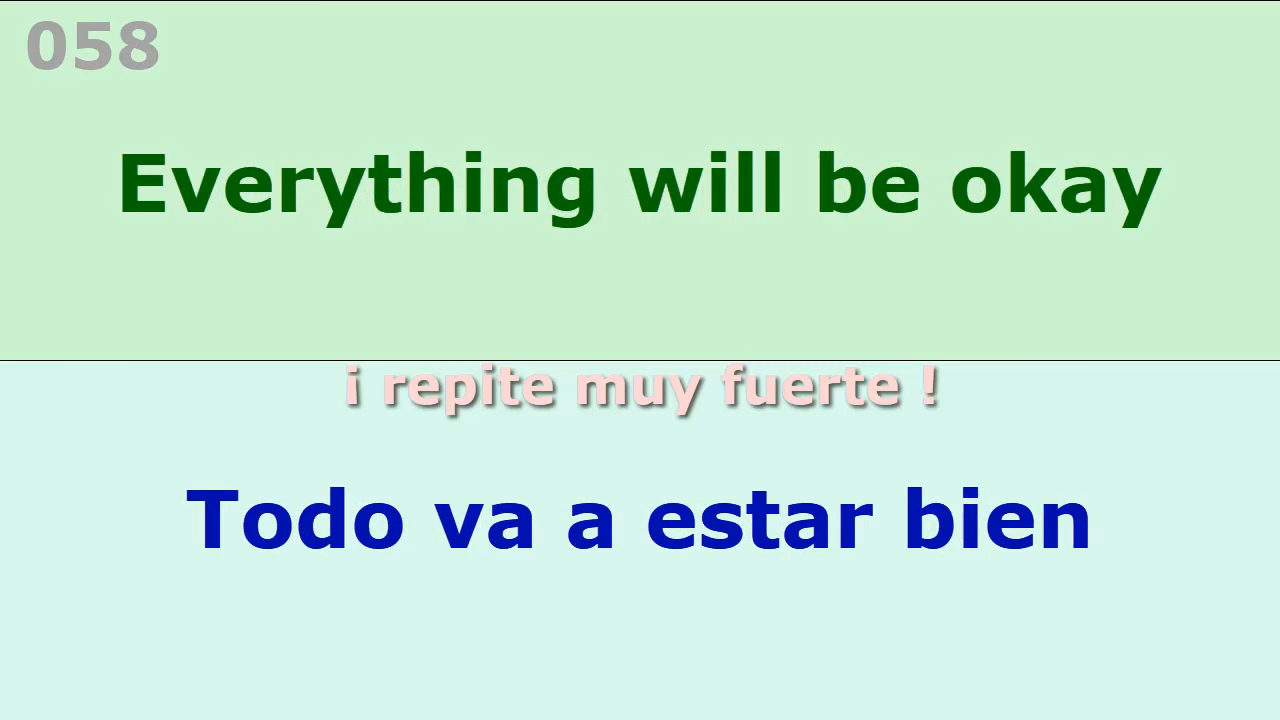 058
Everything will be okay
¡ repite muy fuerte !
Todo va a estar bien